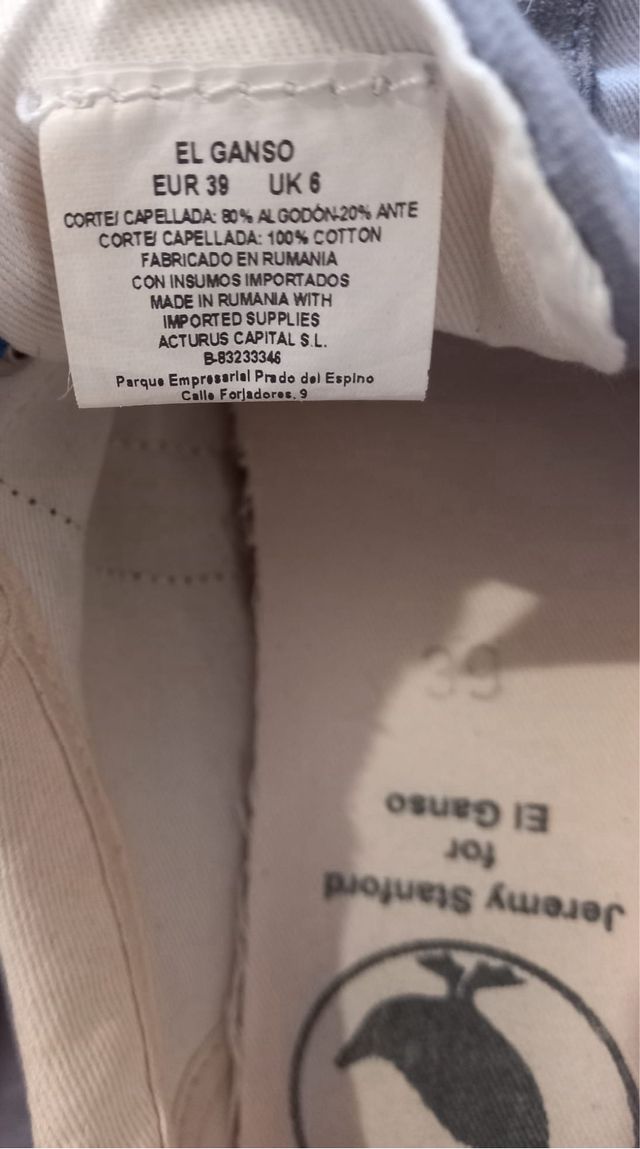 EL GANSO
EUR 39 UK 6
CORTE/ CAPELLADA: 80% ALGODÓN-20% ANTE
CORTE/ CAPELLADA: 100% COTTON
FABRICADO EN RUMANIA
CON INSUMOS IMPORTADOS
MADE IN RUMANIA WITH
IMPORTED SUPPLIES
ACTURUS CAPITAL S.L.
B-83233346
Parque Empresarial Prado del Espino
Calle Forjadores, 9
39
Jeremy Stanford
for
El Ganso